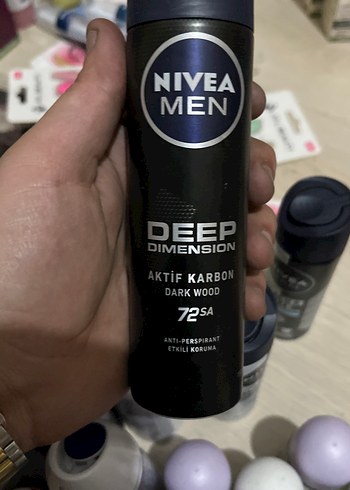 NIVEA
MEN
DEEP
DIMENSION
AKTİF KARBON
DARK WOOD
72SA
ANTI-PERSPIRANT
ETKİLİ KORUMA